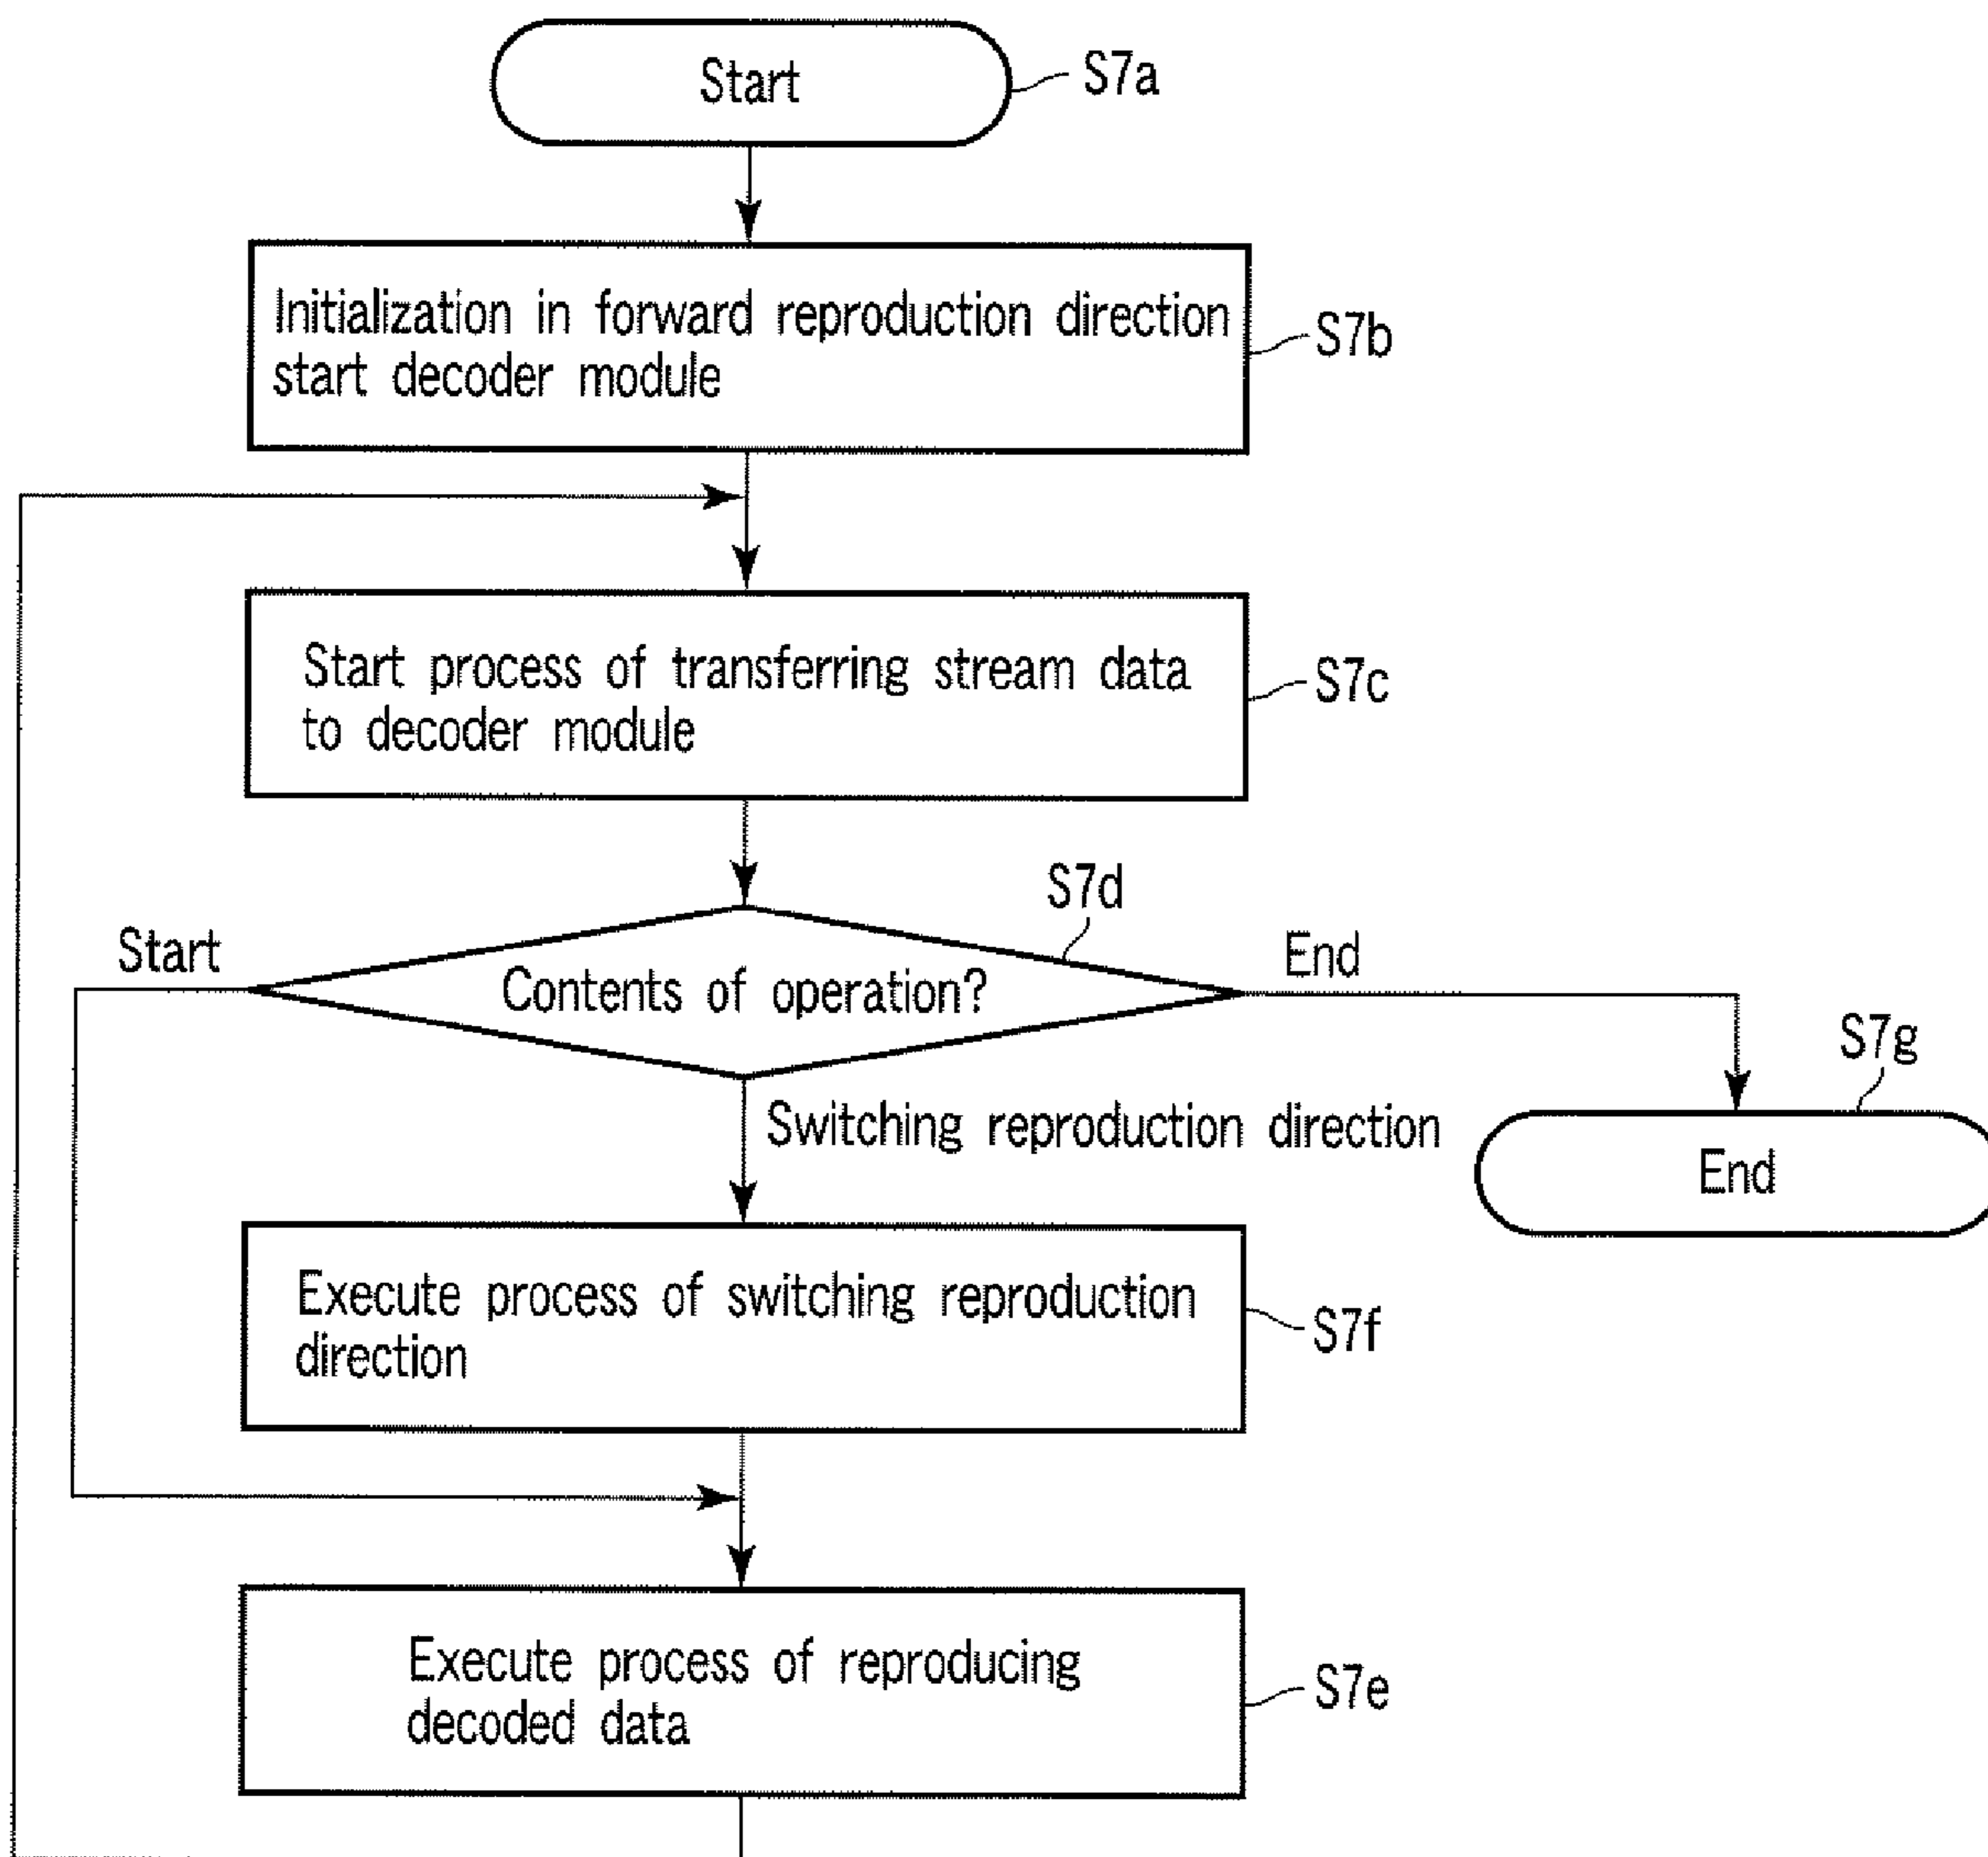 Start
S7a
Initialization in forward reproduction direction
start decoder module
S7b
Start process of transferring stream data
to decoder module
S7c
S7d
Start
Contents of operation?
End
S7g
Switching reproduction direction
End
Execute process of switching reproduction
direction
S7f
Execute process of reproducing
decoded data
S7e